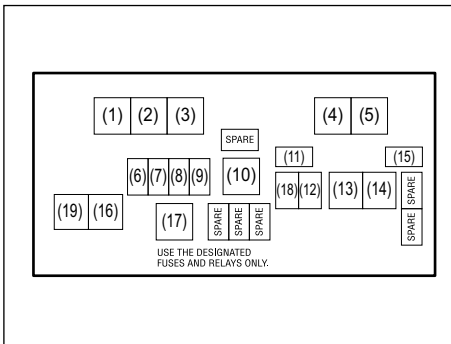 (1) (2) (3) (4) (5)
SPARE
(11) (15)
(6) (7) (8) (9) (10) (18) (12) (13) (14) SPARE
(19) (16) (17) SPARE SPARE SPARE SPARE
USE THE DESIGNATED
FUSES AND RELAYS ONLY.